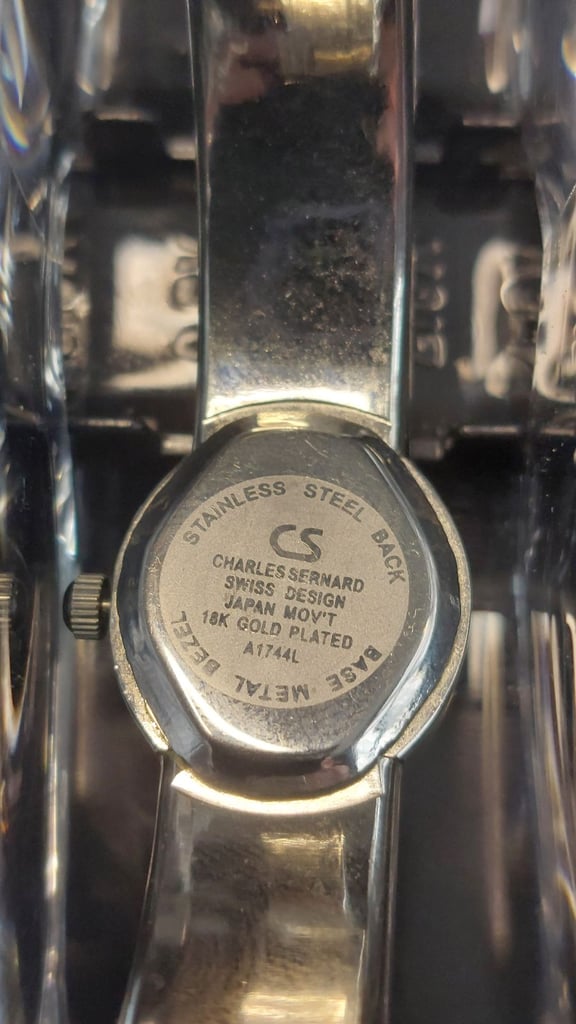 STAINLESS STEEL BACK
CS
CHARLES SERNARD
SWISS DESIGN
JAPAN MOV'T
18K GOLD PLATED
A1744L
BASE METAL BEZEL